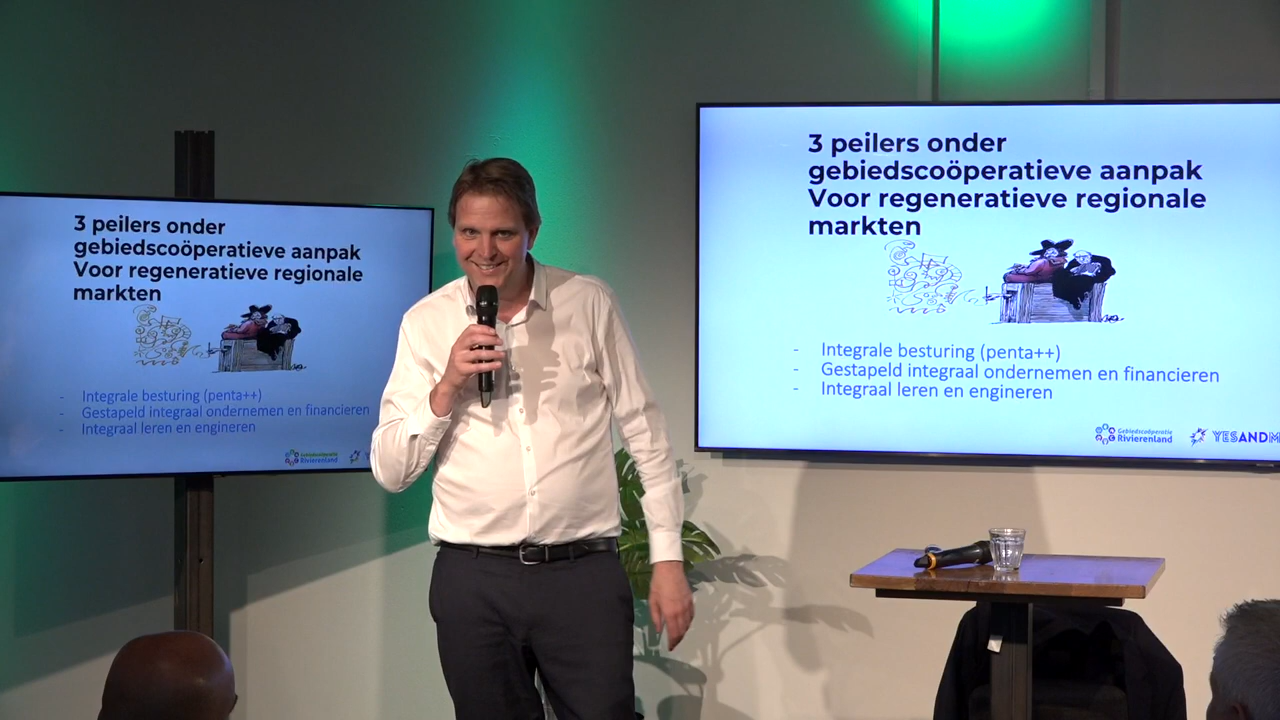 3 peilers onder
gebiedscoöperatieve aanpak
Voor regeneratieve regionale
markten
- Integrale besturing (penta++)
- Gestapeld integraal ondernemen en financieren
- Integraal leren en engineren
Gebiedscoöperatie
Rivierenland
3 peilers onder
gebiedscoöperatieve aanpak
Voor regeneratieve regionale
markten
- Integrale besturing (penta++)
- Gestapeld integraal ondernemen en financieren
- Integraal leren en engineren
Gebiedscoöperatie
Rivierenland
YESANDM